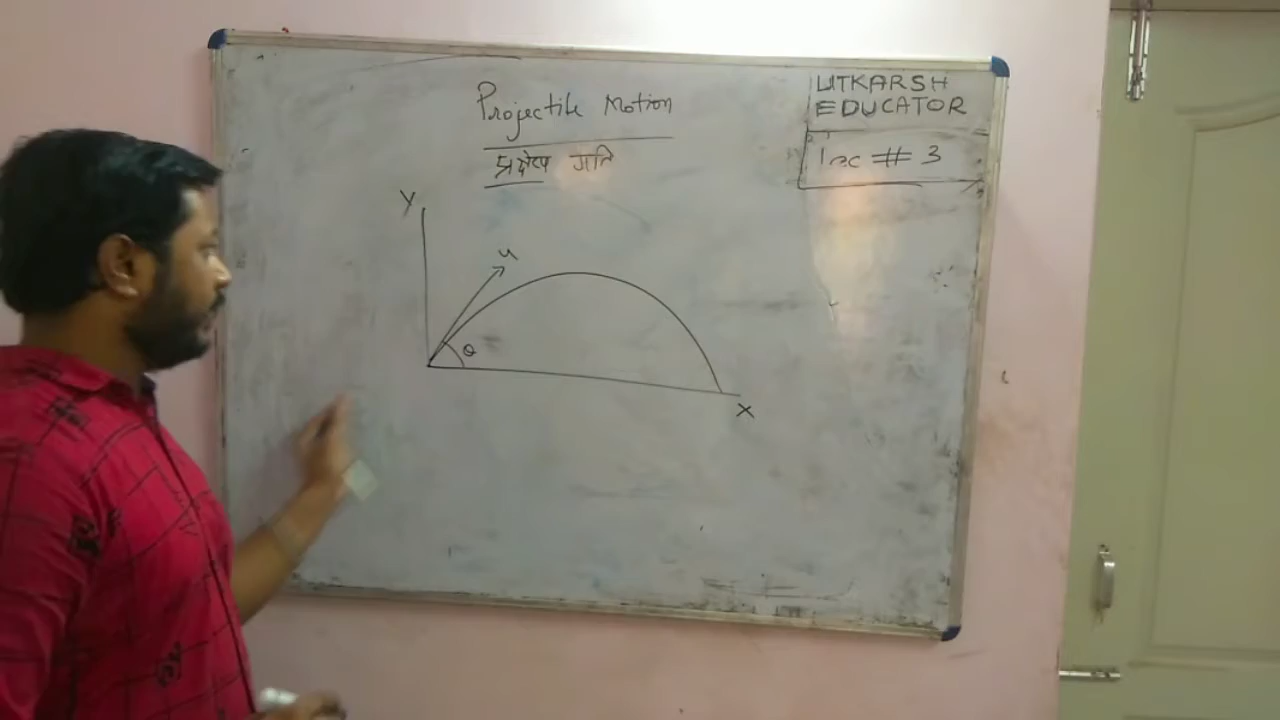 Projectile Motion
प्रक्षेप्य गति
UTKARSH
EDUCATOR
Lec # 3
Y
u
θ
X